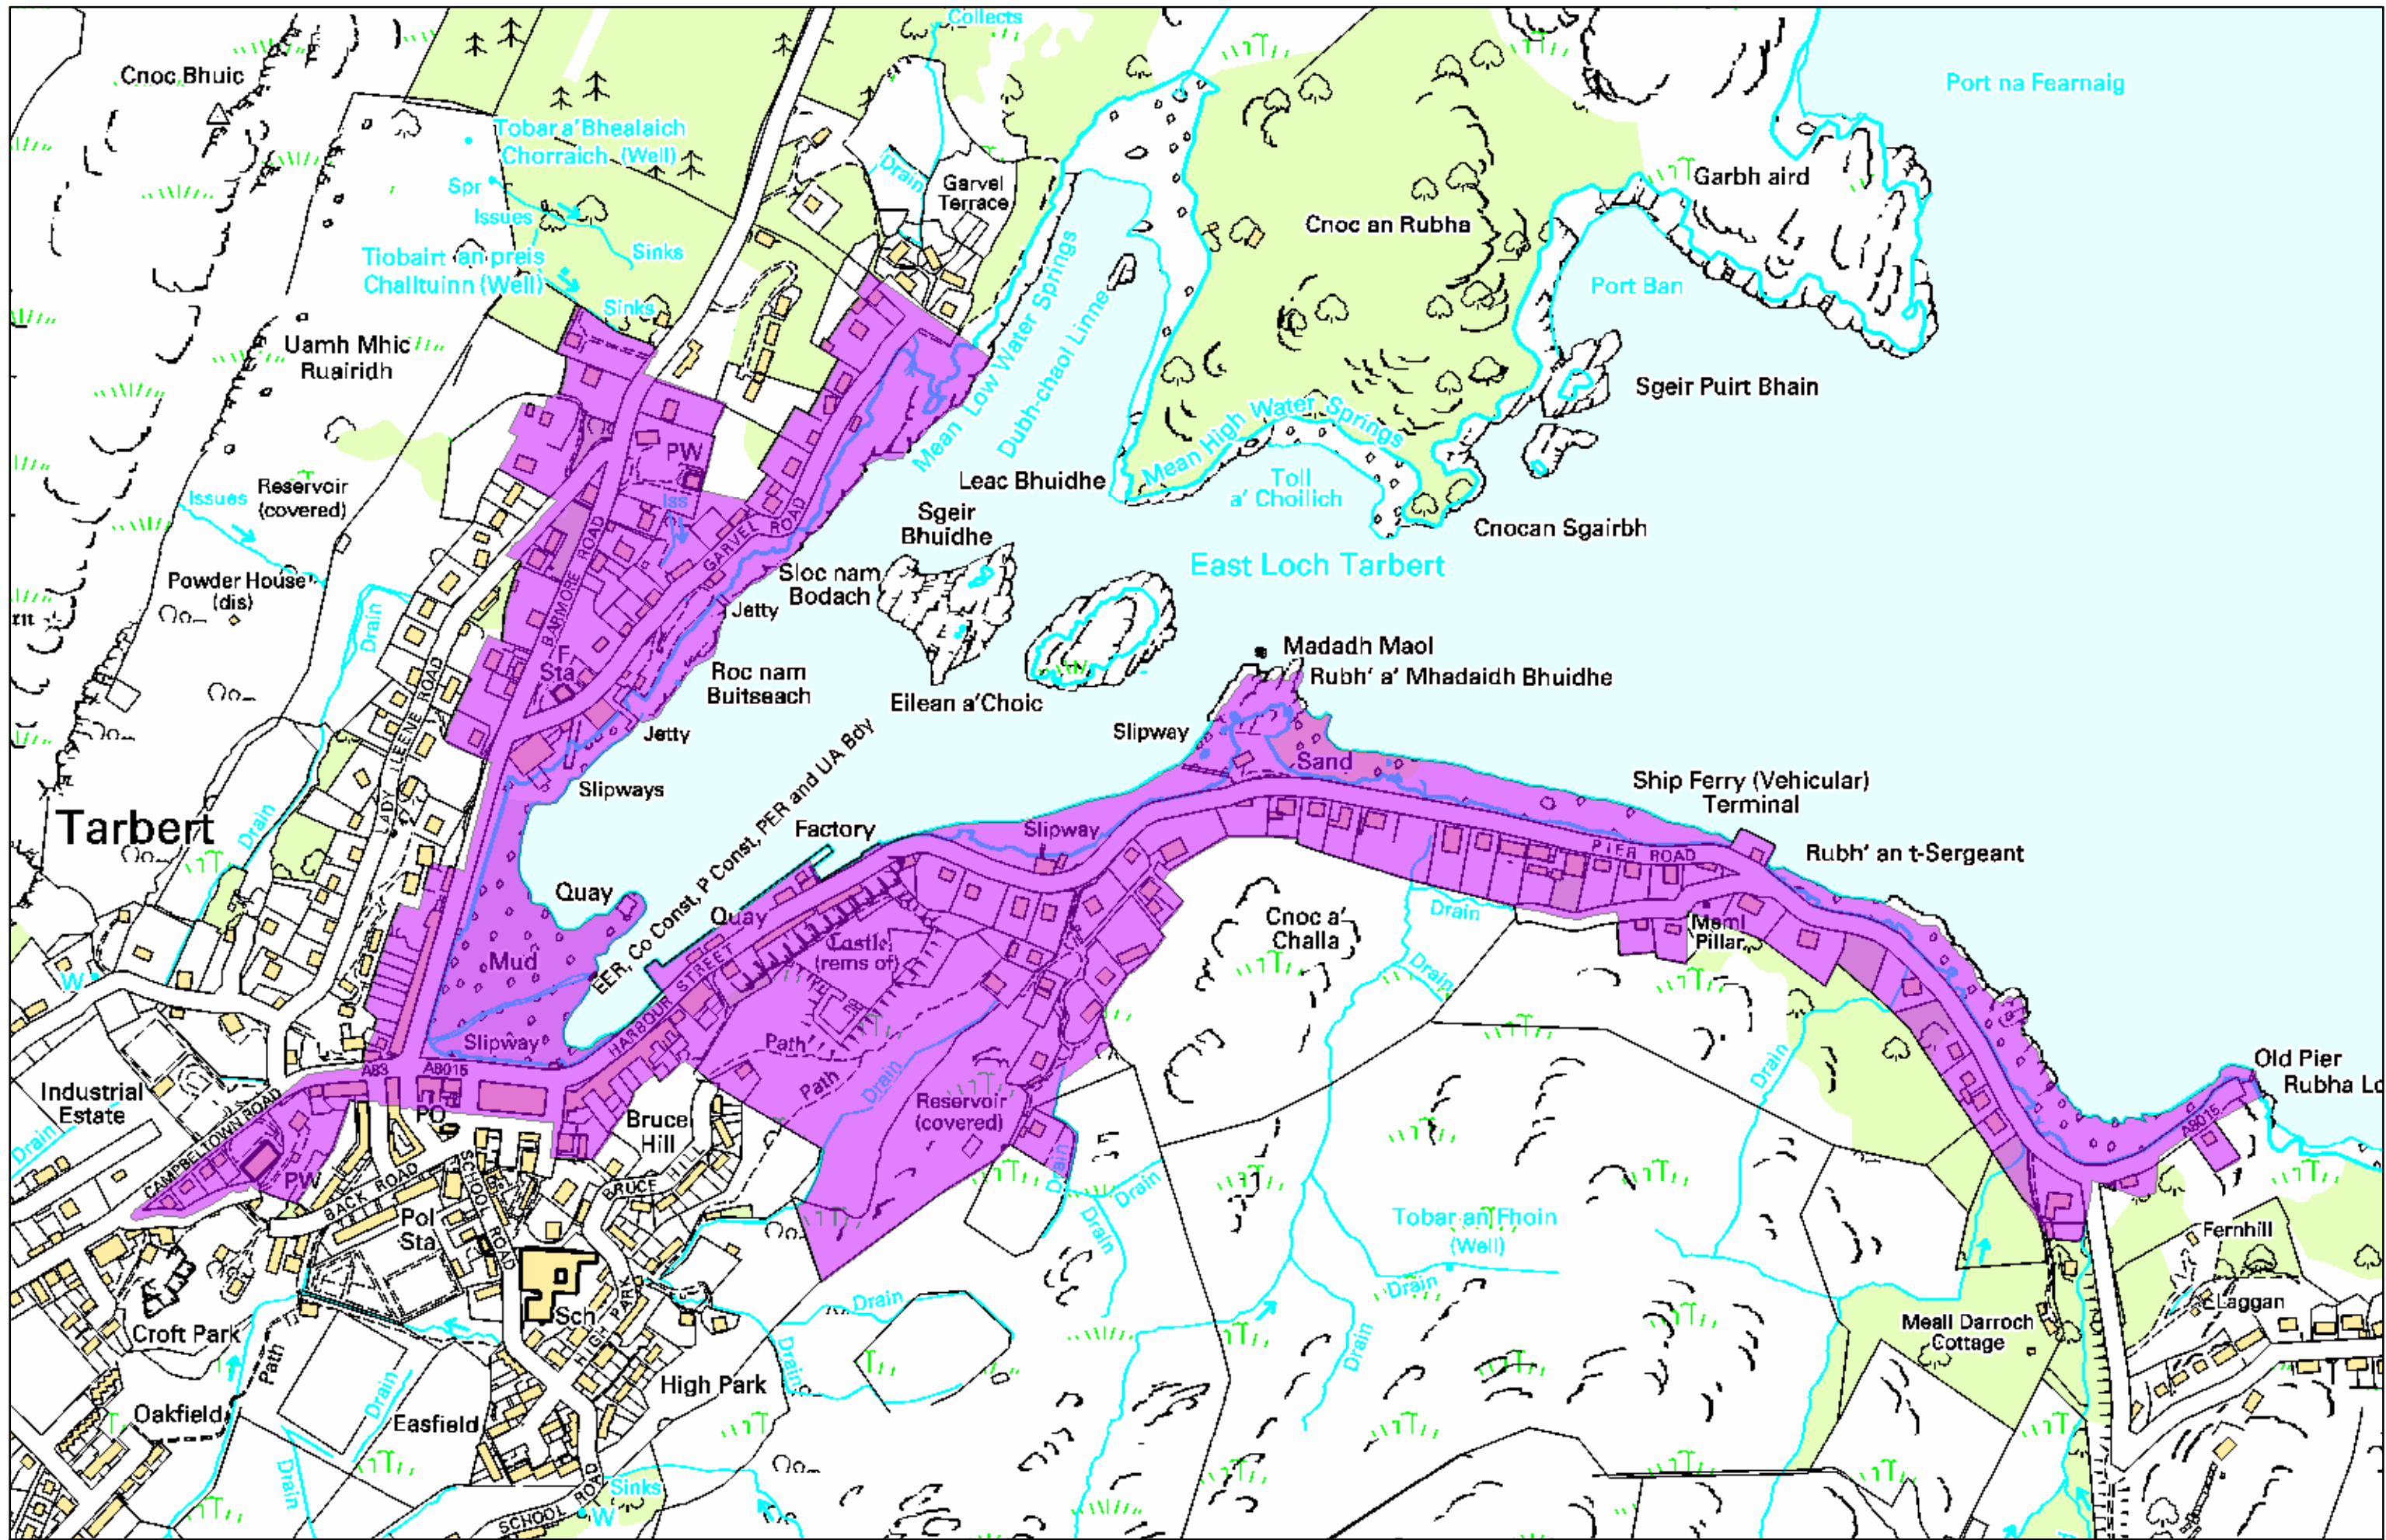 Collects
Cnoc Bhuic
Port na Fearnaig
Tobar a' Bhealaich
Chorraich (Well)
Drain
Garvel
Terrace
Garbh aird
Spr
Issues
Cnoc an Rubha
Sinks
Tiobairt an preis
Challtuinn (Well)
Port Ban
Sinks
Mean Low Water Springs
Dubh-chaol Linne
Uamh Mhic
Ruairidh
Sgeir Puirt Bhain
Mean High Water Springs
PW
Leac Bhuidhe
Toll
a' Choilich
Issues
Reservoir
(covered)
Iss
GARVEL ROAD
Sgeir
Bhuidhe
Cnocan Sgairbh
East Loch Tarbert
Powder House
(dis)
Sloc nam
Bodach
Jetty
BARMORE ROAD
Drain
Madadh Maol
Rubh' a' Mhadaidh Bhuidhe
F
Sta
Roc nam
Buitseach
Eilean a'Choic
LADY ILEENE ROAD
Jetty
Slipway
Sand
Slipways
Ship Ferry (Vehicular)
Terminal
Tarbert
Drain
EER, Co Const, P Const, PER and UA Bdy
Factory
Slipway
PIER ROAD
Rubh' an t-Sergeant
Quay
Quay
Drain
Cnoc a'
Challa
Meml
Pillar
Castle
(rems of)
Mud
HARBOUR STREET
Drain
W
Slipway
Path
Path
Drain
A83
A8015
Old Pier
Rubha Lo
Industrial
Estate
Drain
CAMPBELTOWN ROAD
PO
Bruce
Hill
Reservoir
(covered)
A8015
Drain
PW
BACK ROAD
SCHOOL ROAD
BRUCE HILL
Drain
Drain
Drain
Pol
Sta
Tobar an Fhoin
(Well)
Fernhill
Drain
Drain
Laggan
Sch
HIGH PARK
Croft Park
Path
Drain
Drain
Meall Darroch
Cottage
High Park
Drain
Oakfield
Easfield
Drain
Sinks
SCHOOL ROAD
W